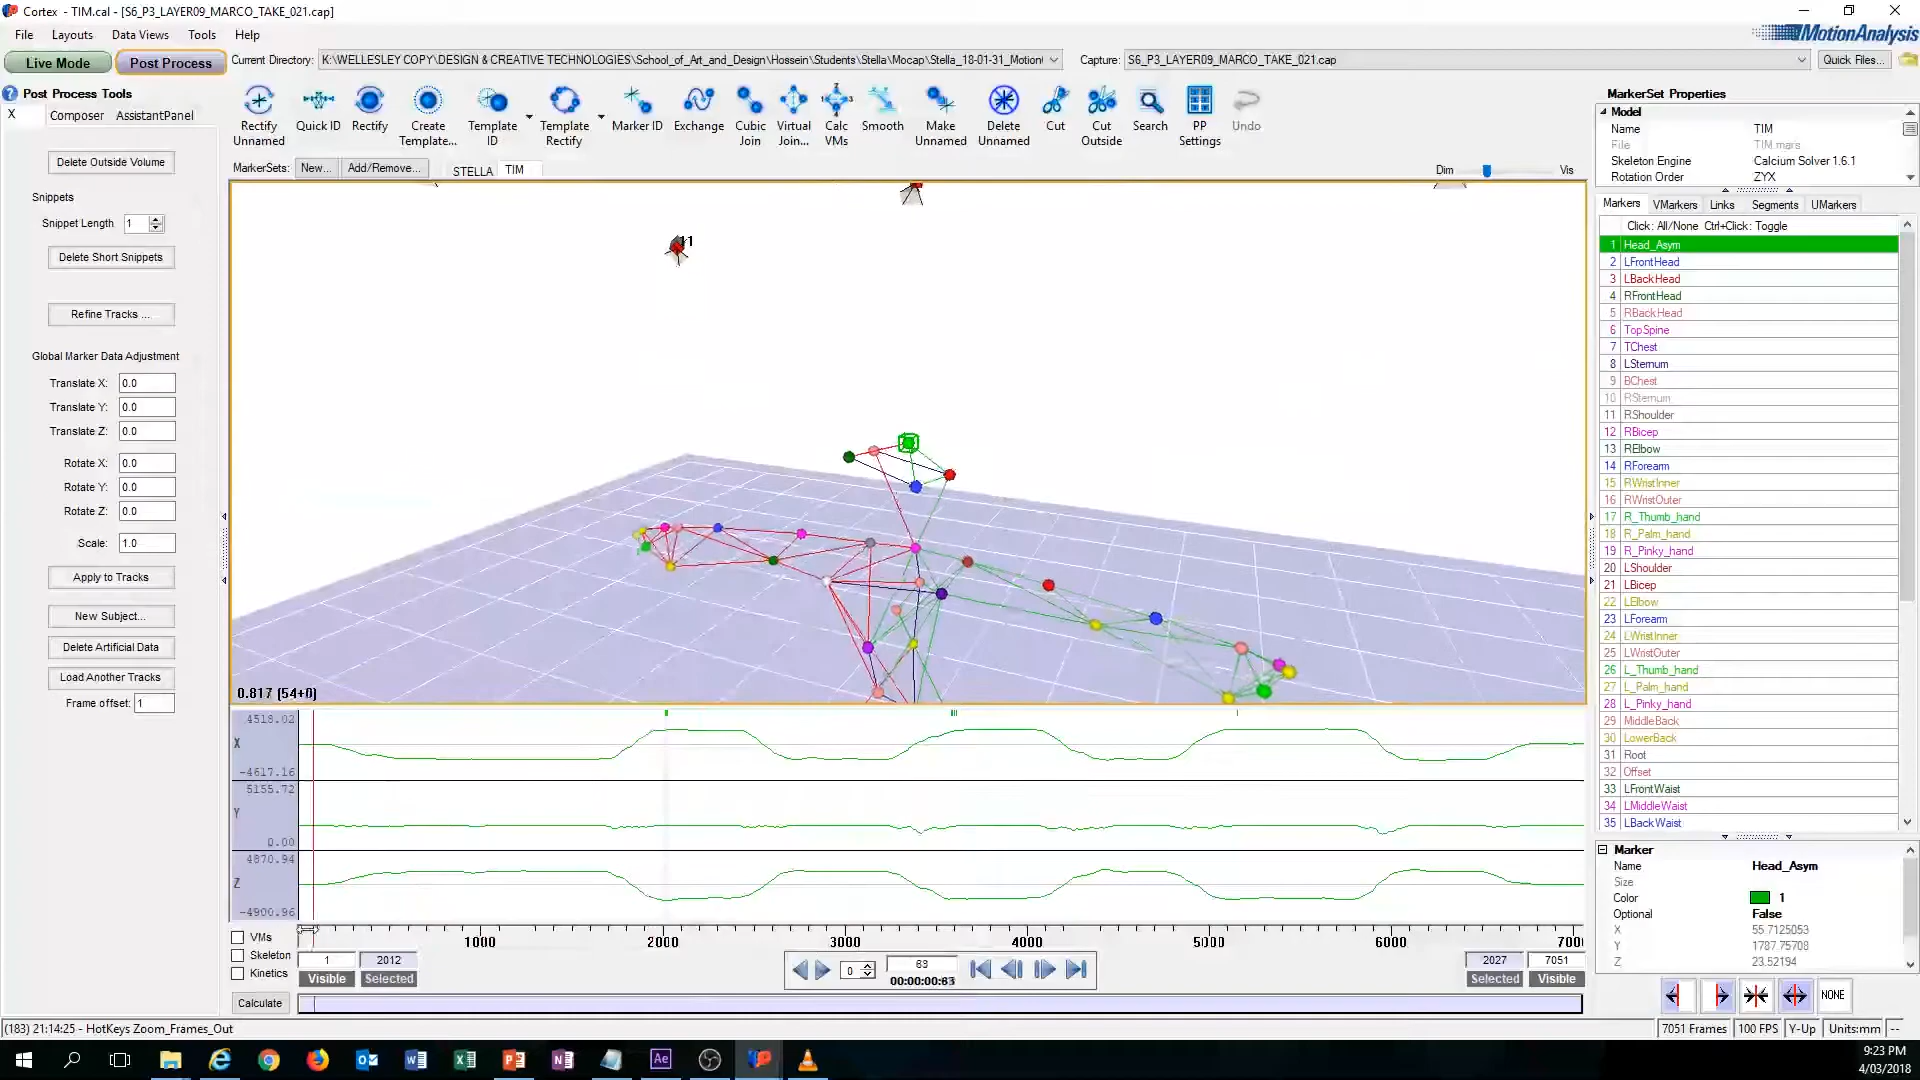 Cortex - TIM.cal - [S6_P3_LAYER09_MARCO_TAKE_021.cap]
File Layouts Data Views Tools Help
MotionAnalysis
Live Mode Post Process Current Directory: K:\WELLESLEY COPY\DESIGN & CREATIVE TECHNOLOGIES\School_of_Art_and_Design\Hossein\Students\Stella\Mocap\Stella_18-01-31_Motion( Capture: S6_P3_LAYER09_MARCO_TAKE_021.cap Quick Files...
Post Process Tools
X Composer AssistantPanel
Delete Outside Volume
Snippets
Snippet Length 1
Delete Short Snippets
Refine Tracks ...
Global Marker Data Adjustment
Translate X: 0.0
Translate Y: 0.0
Translate Z: 0.0
Rotate X: 0.0
Rotate Y: 0.0
Rotate Z: 0.0
Scale: 1.0
Apply to Tracks
New Subject...
Delete Artificial Data
Load Another Tracks
Frame offset: 1
Rectify Unnamed
Quick ID
Rectify
Create Template...
Template ID
Template Rectify
Marker ID
Exchange
Cubic Join
Virtual Join...
Calc VMs
Smooth
Make Unnamed
Delete Unnamed
Cut
Cut Outside
Search
PP Settings
Undo
MarkerSets: New... Add/Remove... STELLA TIM
Dim Vis
0.817 (54+0)
4518.02
X
-4617.16
5155.72
Y
0.00
4870.94
Z
-4900.96
VMs
Skeleton
Kinetics
Calculate
1000 2000 3000 4000 5000 6000
1 2012
Visible Selected
0 63
00:00:00:63
2027 7051
Selected Visible
MarkerSet Properties
Model
Name TIM
File TIM.mars
Skeleton Engine Calcium Solver 1.6.1
Rotation Order ZYX
Markers VMarkers Links Segments UMarkers
Click: All/None Ctrl+Click: Toggle
1 Head_Asym
2 LFrontHead
3 LBackHead
4 RFrontHead
5 RBackHead
6 TopSpine
7 TChest
8 LSternum
9 BChest
10 RSternum
11 RShoulder
12 RBicep
13 RElbow
14 RForearm
15 RWristInner
16 RWristOuter
17 R_Thumb_hand
18 R_Palm_hand
19 R_Pinky_hand
20 LShoulder
21 LBicep
22 LElbow
23 LForearm
24 LWristInner
25 LWristOuter
26 L_Thumb_hand
27 L_Palm_hand
28 L_Pinky_hand
29 MiddleBack
30 LowerBack
31 Root
32 Offset
33 LFrontWaist
34 LMiddleWaist
35 LBackWaist
Marker
Name Head_Asym
Size
Color 1
Optional False
X 55.7125053
Y 1787.75708
Z 23.52194
NONE
(183) 21:14:25 - HotKeys Zoom_Frames_Out
7051 Frames 100 FPS Y-Up Units:mm --
9:23 PM
4/03/2018